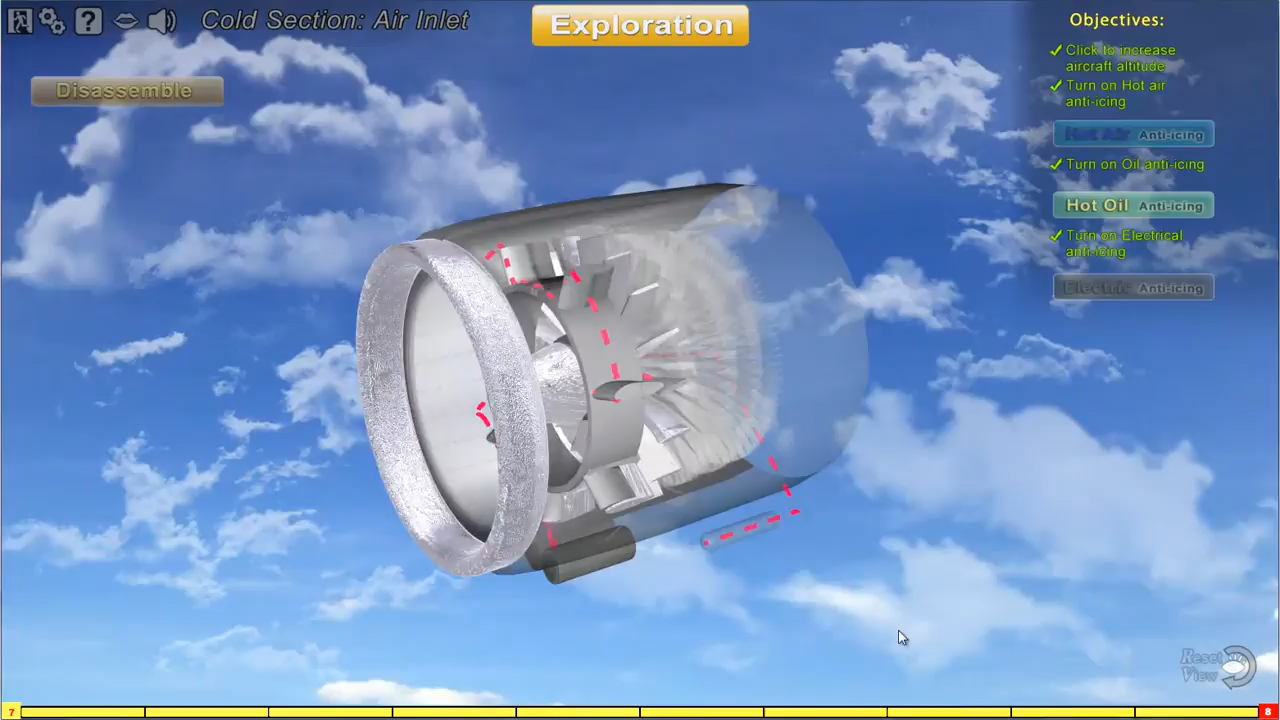 ?
Cold Section: Air Inlet
Exploration
Disassemble
Objectives:
Click to increase
aircraft altitude
Turn on Hot air
anti-icing
Hot Air Anti-icing
Turn on Oil anti-icing
Hot Oil Anti-icing
Turn on Electrical
anti-icing
Electric Anti-icing
Reset
View
7
8